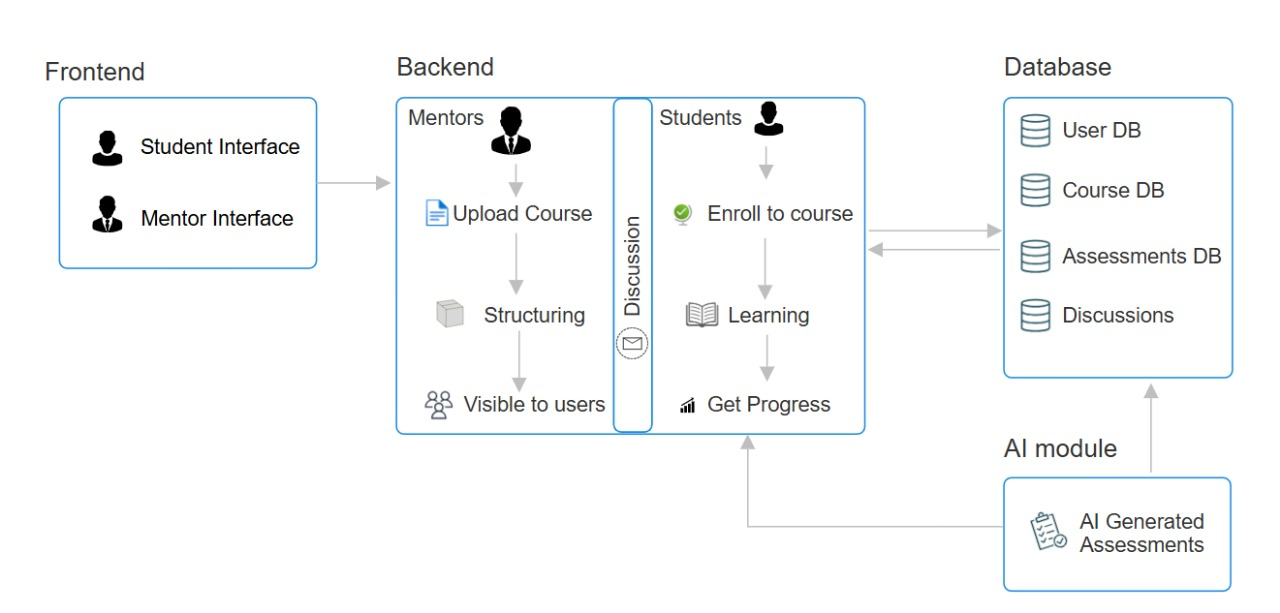 Frontend
Student Interface
Mentor Interface
Backend
Mentors
Upload Course
Structuring
Visible to users
Discussion
Students
Enroll to course
Learning
Get Progress
Database
User DB
Course DB
Assessments DB
Discussions
AI module
AI Generated
Assessments